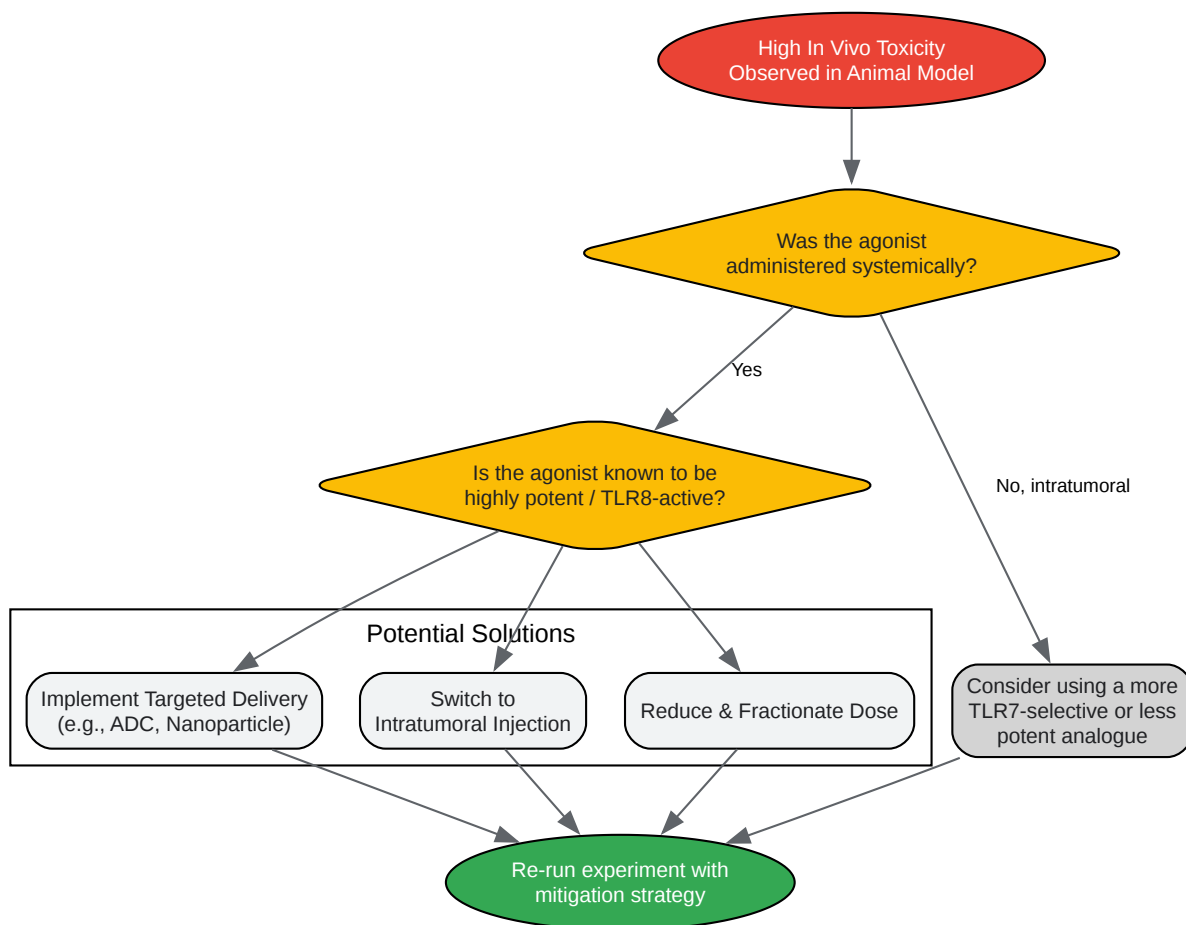 High In Vivo Toxicity
Observed in Animal Model
Was the agonist
administered systemically?
Yes
Is the agonist known to be
highly potent / TLR8-active?
No, intratumoral
Potential Solutions
Implement Targeted Delivery
(e.g., ADC, Nanoparticle)
Switch to
Intratumoral Injection
Reduce & Fractionate Dose
Consider using a more
TLR7-selective or less
potent analogue
Re-run experiment with
mitigation strategy